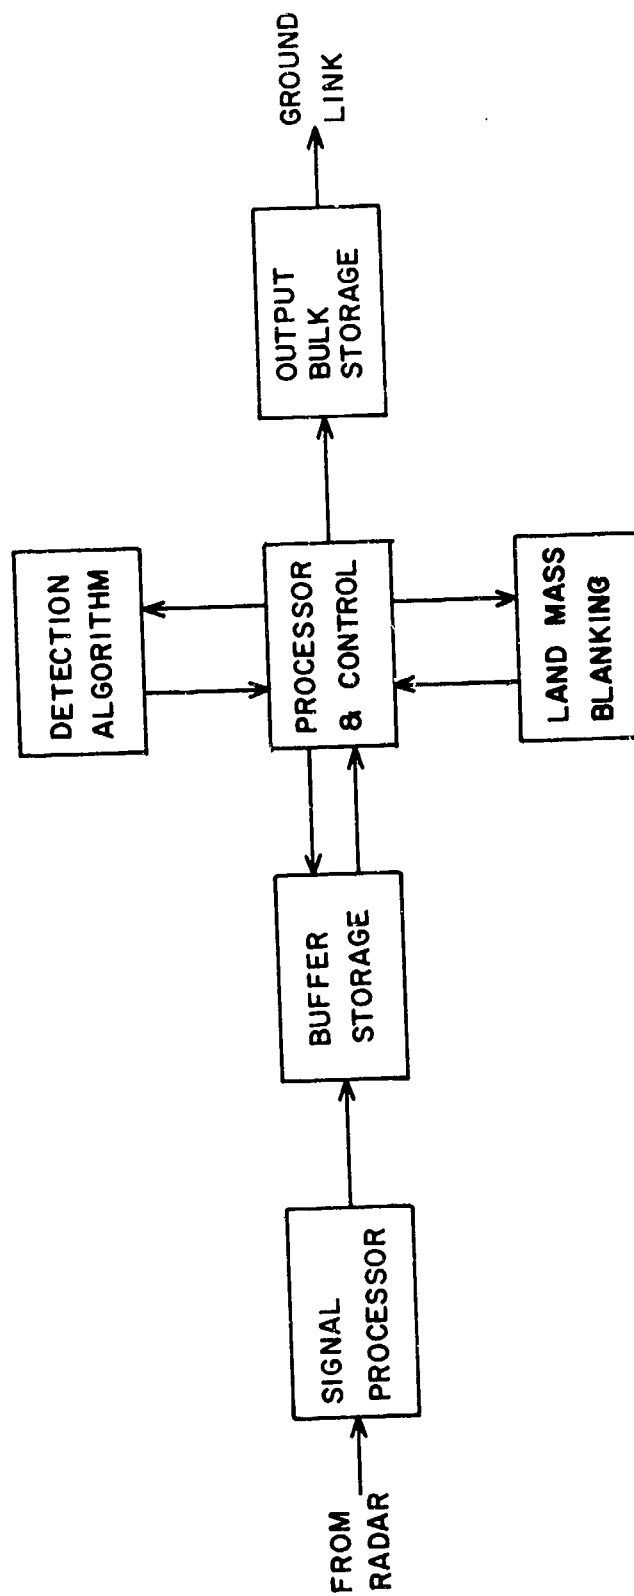 FROM
RADAR
SIGNAL
PROCESSOR
BUFFER
STORAGE
DETECTION
ALGORITHM
PROCESSOR
& CONTROL
LAND MASS
BLANKING
OUTPUT
BULK
STORAGE
GROUND
LINK